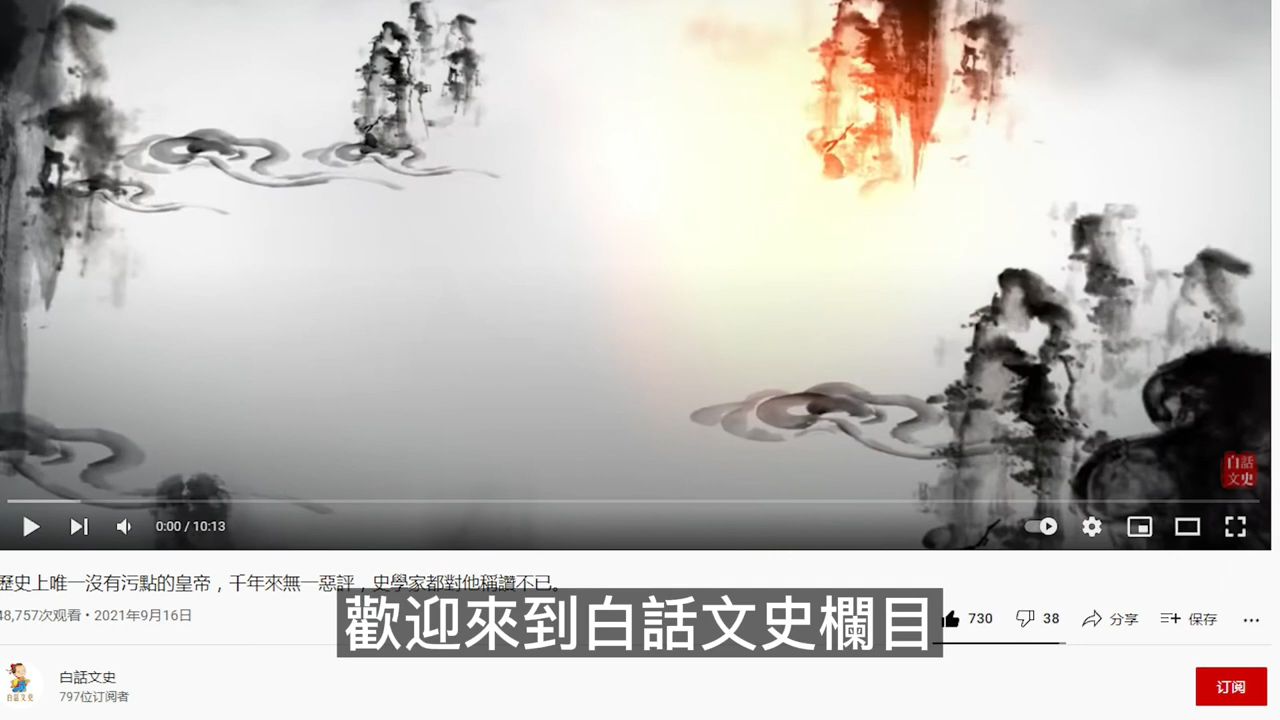 白話
文史
0:00 / 10:13
歷史上唯一沒有污點的皇帝，千年來無一惡評，史學家都對他稱讚不已。
48,757次观看 • 2021年9月16日
730
38
分享
保存
歡迎來到白話文史欄目
白話文史
797位订阅者
白話文史
订阅